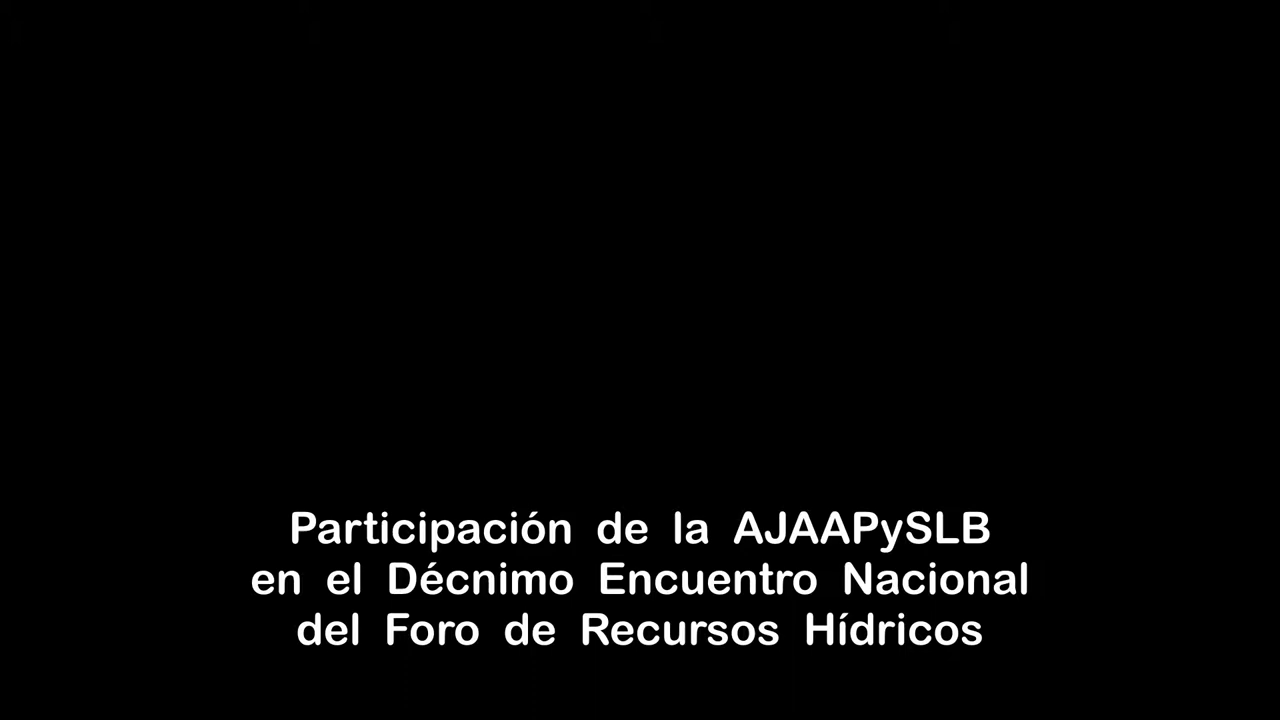 Participación de la AJAAPySLB
en el Décnimo Encuentro Nacional
del Foro de Recursos Hídricos